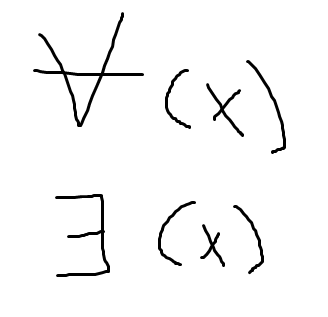 ∀ (x)
∃ (x)